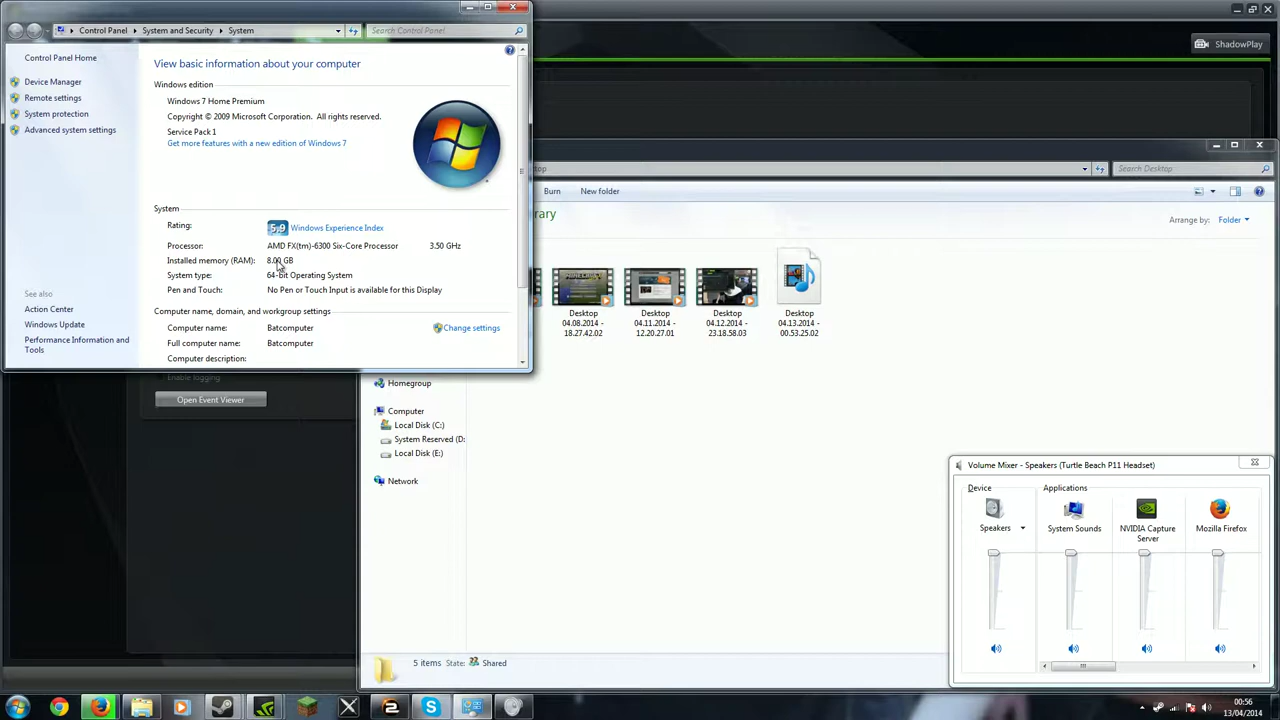 Control Panel ▸ System and Security ▸ System
Search Control Panel
Control Panel Home
Device Manager
Remote settings
System protection
Advanced system settings
See also
Action Center
Windows Update
Performance Information and
Tools
View basic information about your computer
Windows edition
Windows 7 Home Premium
Copyright © 2009 Microsoft Corporation. All rights reserved.
Service Pack 1
Get more features with a new edition of Windows 7
System
Rating: 5.9 Windows Experience Index
Processor: AMD FX(tm)-6300 Six-Core Processor 3.50 GHz
Installed memory (RAM): 8.00 GB
System type: 64-bit Operating System
Pen and Touch: No Pen or Touch Input is available for this Display
Computer name, domain, and workgroup settings
Computer name: Batcomputer
Change settings
Full computer name: Batcomputer
Computer description:
ShadowPlay
Enable logging
Open Event Viewer
Search Desktop
Burn
New folder
Arrange by: Folder
Desktop
04.08.2014 -
18.27.42.02
Desktop
04.11.2014 -
12.20.27.01
Desktop
04.12.2014 -
23.18.58.03
Desktop
04.13.2014 -
00.53.25.02
Homegroup
Computer
Local Disk (C:)
System Reserved (D:
Local Disk (E:)
Network
5 items State: Shared
Volume Mixer - Speakers (Turtle Beach P11 Headset)
Device
Applications
Speakers
System Sounds
NVIDIA Capture
Server
Mozilla Firefox
00:56
13/04/2014